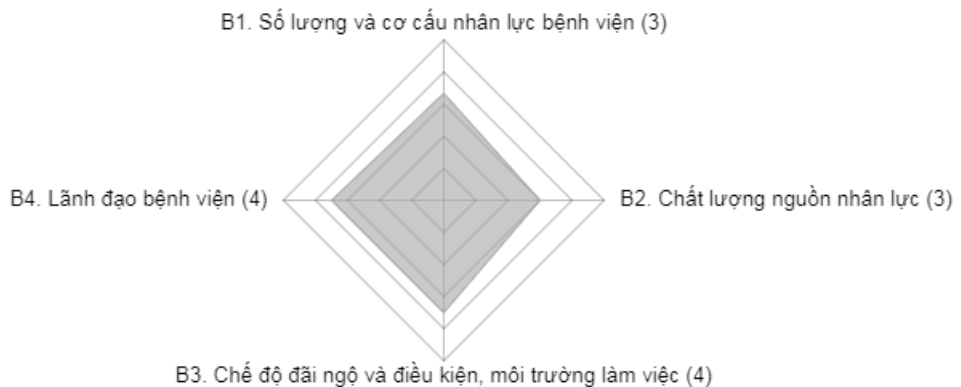 B1. Số lượng và cơ cấu nhân lực bệnh viện (3)
B4. Lãnh đạo bệnh viện (4)
B2. Chất lượng nguồn nhân lực (3)
B3. Chế độ đãi ngộ và điều kiện, môi trường làm việc (4)